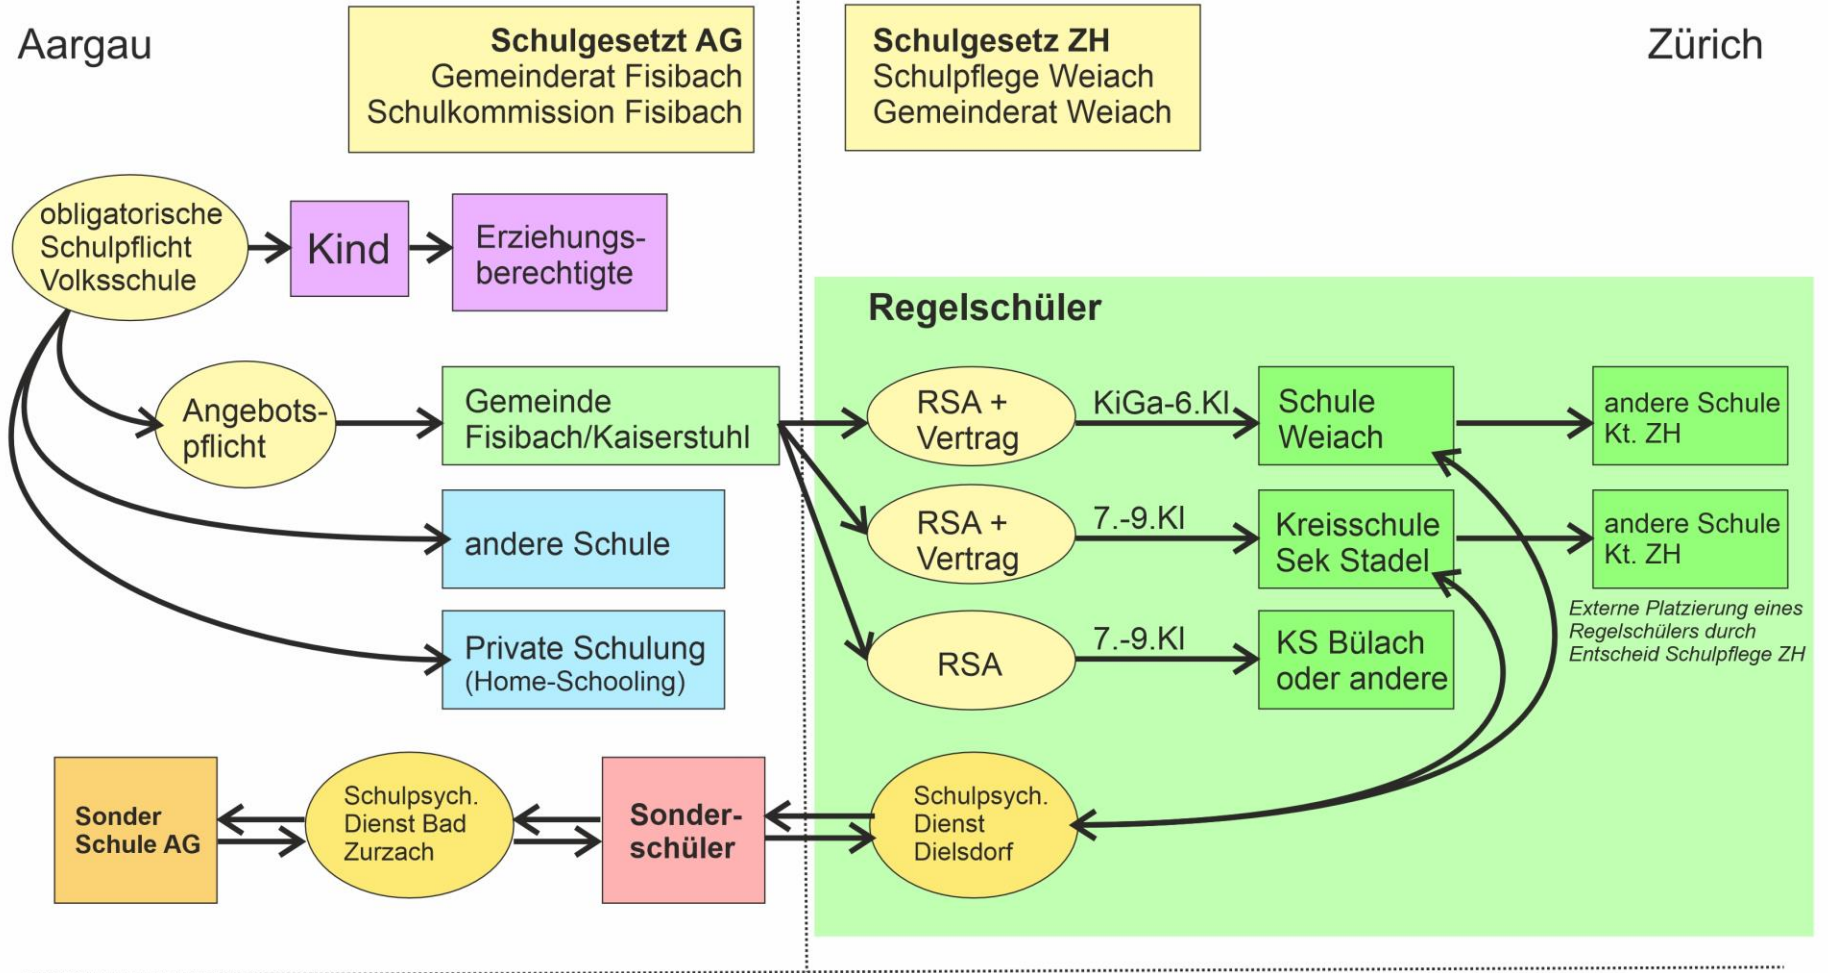 Aargau
Schulgesetzt AG
Gemeinderat Fisibach
Schulkommission Fisibach
Schulgesetz ZH
Schulpflege Weiach
Gemeinderat Weiach
Zürich
obligatorische
Schulpflicht
Volksschule
Kind
Erziehungs-
berechtigte
Regelschüler
Angebots-
pflicht
Gemeinde
Fisibach/Kaiserstuhl
RSA +
Vertrag
KiGa-6.Kl
Schule
Weiach
andere Schule
Kt. ZH
andere Schule
RSA +
Vertrag
7.-9.Kl
Kreisschule
Sek Stadel
andere Schule
Kt. ZH
Externe Platzierung eines
Regelschülers durch
Entscheid Schulpflege ZH
Private Schulung
(Home-Schooling)
RSA
7.-9.Kl
KS Bülach
oder andere
Sonder
Schule AG
Schulpsych.
Dienst Bad
Zurzach
Sonder-
schüler
Schulpsych.
Dienst
Dielsdorf